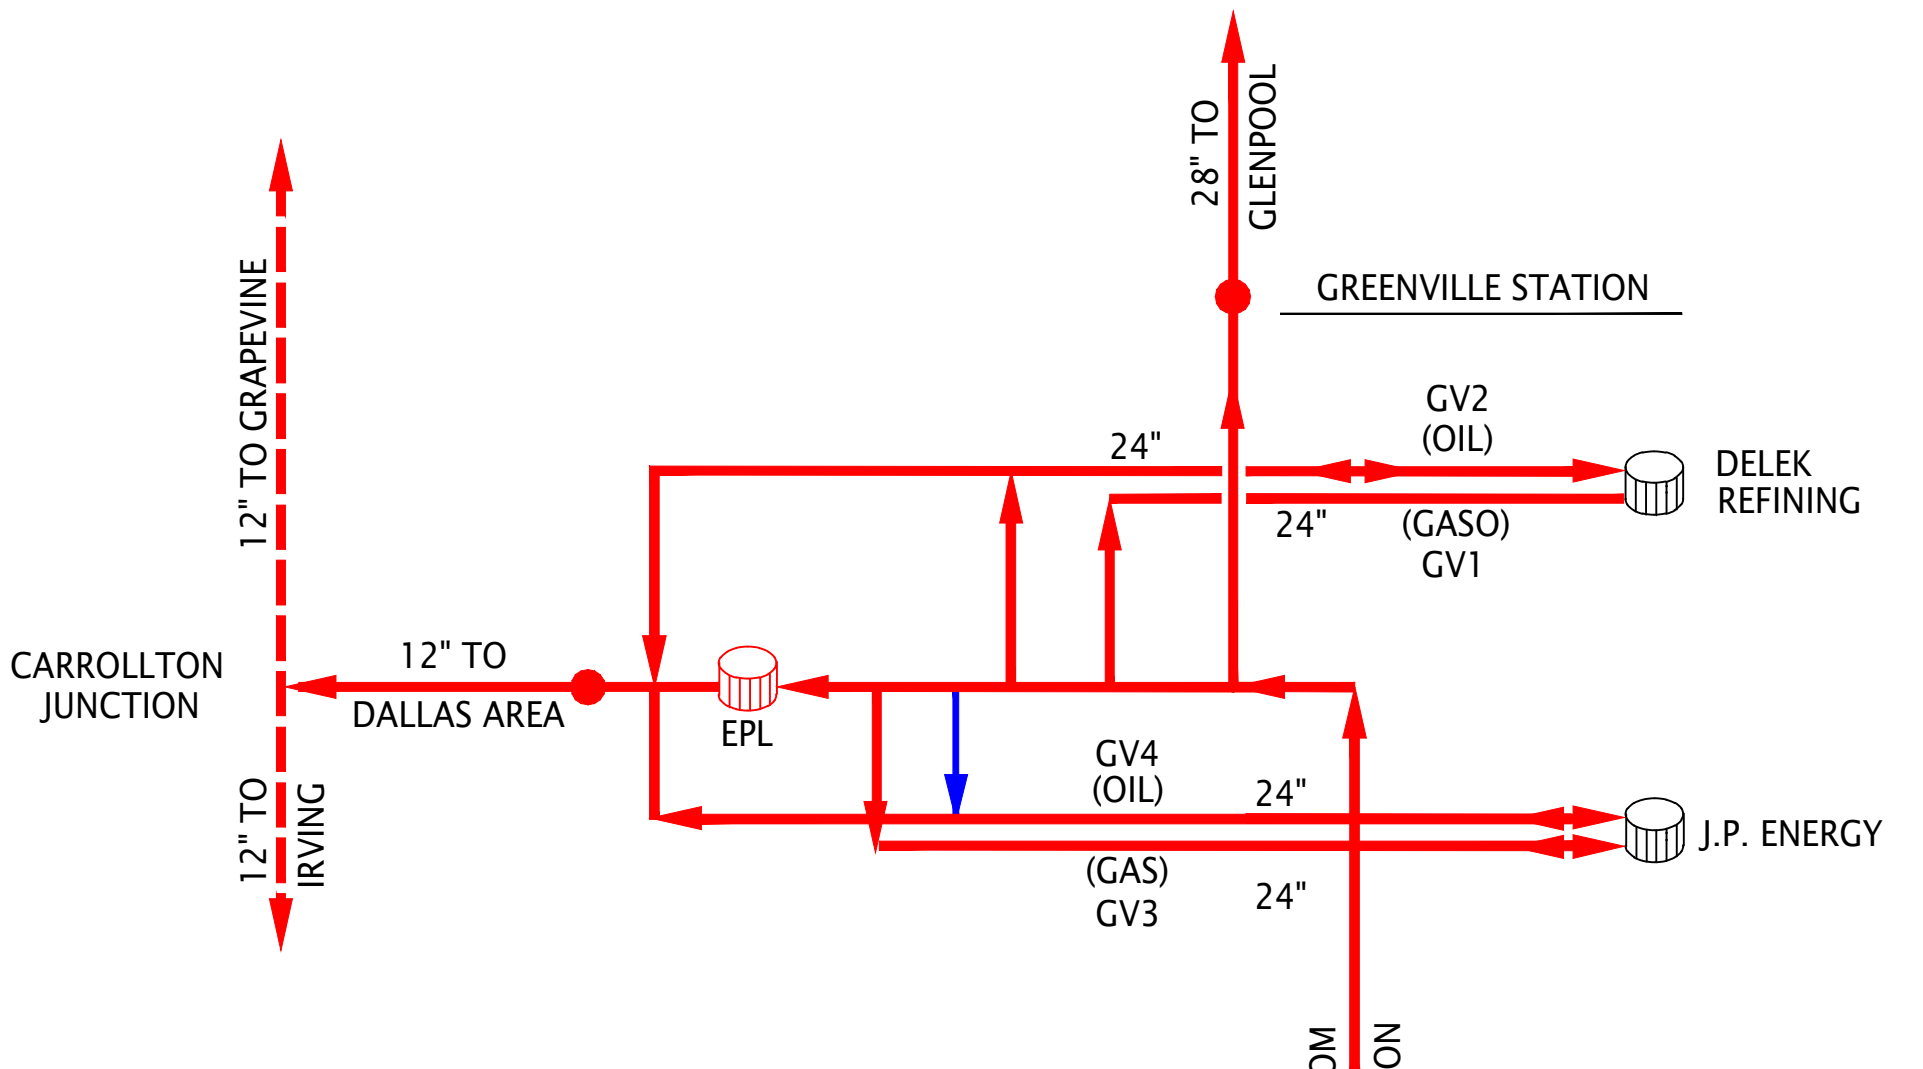 28" TO
GLENPOOL
GREENVILLE STATION
12" TO GRAPEVINE
GV2
(OIL)
24"
DELEK
REFINING
24"
(GASO)
GV1
CARROLLTON
JUNCTION
12" TO
DALLAS AREA
EPL
GV4
(OIL)
24"
J.P. ENERGY
12" TO
IRVING
(GAS)
GV3
24"